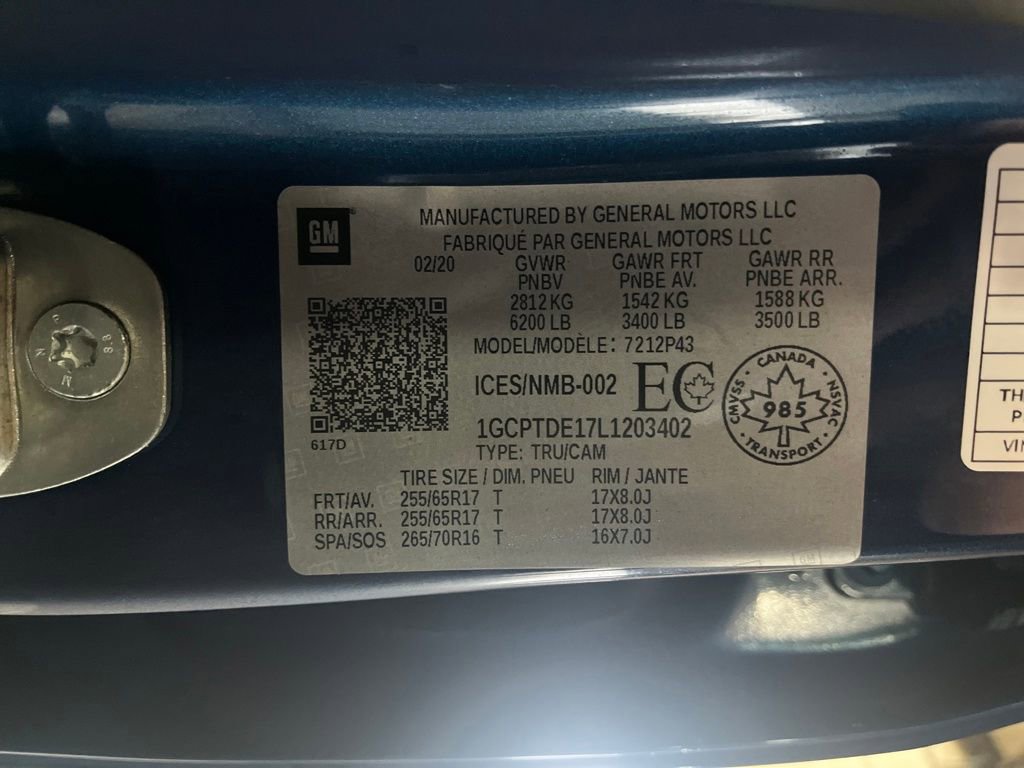 GM
MANUFACTURED BY GENERAL MOTORS LLC
FABRIQUÉ PAR GENERAL MOTORS LLC
02/20 GVWR GAWR FRT GAWR RR
PNBV PNBE AV. PNBE ARR.
2812 KG 1542 KG 1588 KG
6200 LB 3400 LB 3500 LB
MODEL/MODÈLE: 7212P43
ICES/NMB-002 EC
CANADA
CMVSS 985 NSVAC
TRANSPORT
1GCPTDE17L1203402
617D
TYPE: TRU/CAM
TIRE SIZE / DIM. PNEU RIM / JANTE
FRT/AV. 255/65R17 T 17X8.0J
RR/ARR. 255/65R17 T 17X8.0J
SPA/SOS 265/70R16 T 16X7.0J
TH
P
VIN